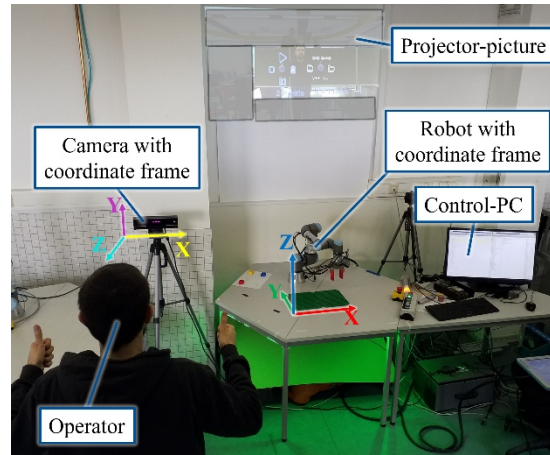 Projector-picture
Camera with
coordinate frame
Robot with
coordinate frame
Control-PC
Y
X
Z
Z
Y
X
Operator